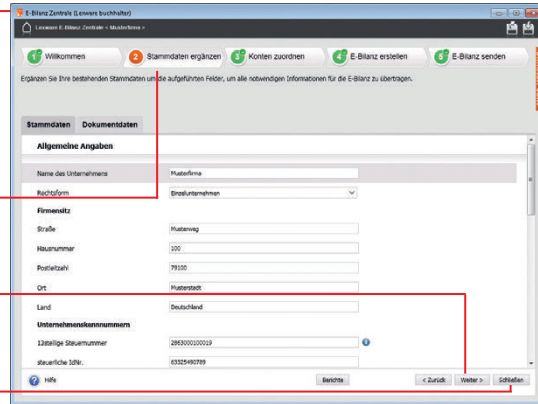 E-Bilanz Zentrale (Lexware buchhalter)
Lexware E-Bilanz Zentrale < Musterfirma >
1 Willkommen 2 Stammdaten ergänzen 3 Konten zuordnen 4 E-Bilanz erstellen 5 E-Bilanz senden
Ergänzen Sie Ihre bestehenden Stammdaten um die aufgeführten Felder, um alle notwendigen Informationen für die E-Bilanz zu übertragen.
Stammdaten Dokumentdaten
Allgemeine Angaben
Name des Unternehmens Musterfirma
Rechtsform Einzelunternehmen
Firmensitz
Straße Musterweg
Hausnummer 100
Postleitzahl 79100
Ort Musterstadt
Land Deutschland
Unternehmenskennnummern
13stellige Steuernummer 2863000100019
steuerliche IdNr. 63325490789
Hilfe Berichte < Zurück Weiter > Schließen